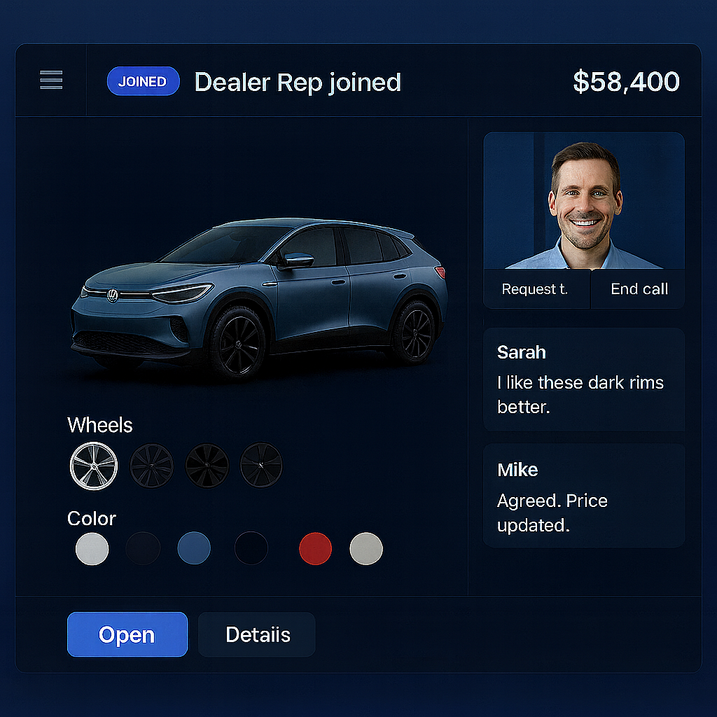 JOINED
Dealer Rep joined
$58,400
Request t.
End call
Sarah
I like these dark rims
better.
Mike
Agreed. Price
updated.
Wheels
Color
Open
Detaiis